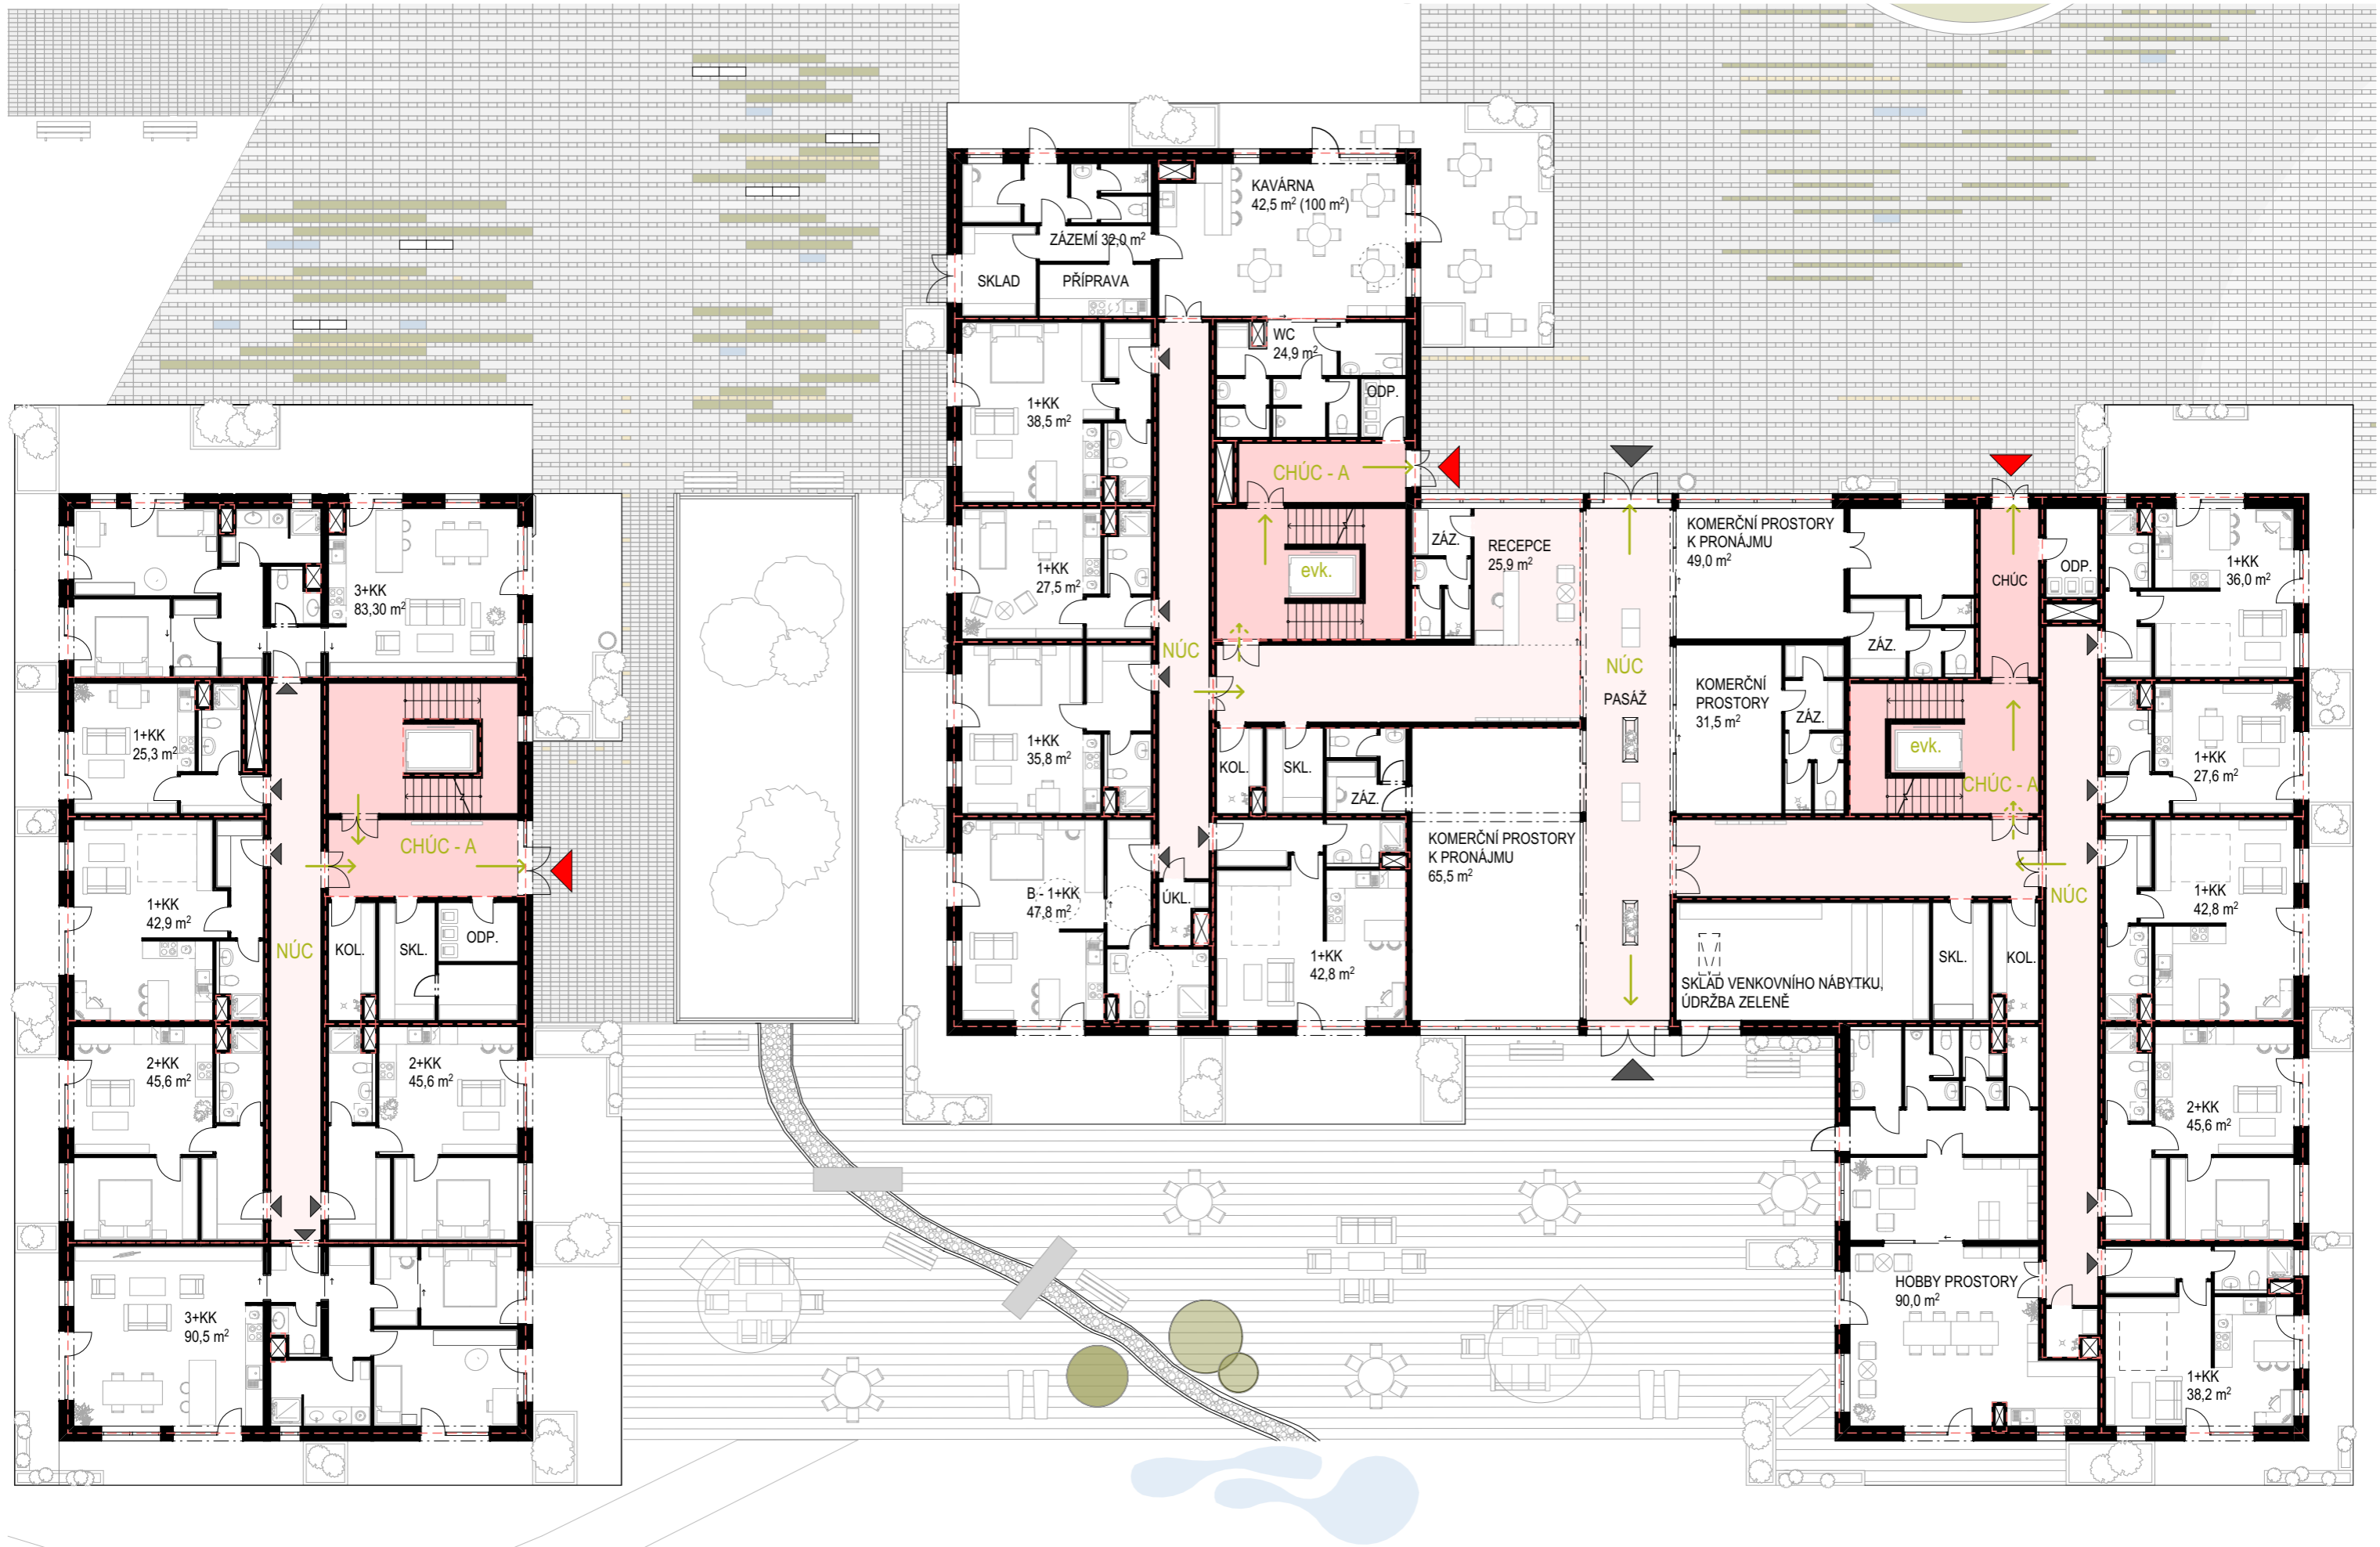 KAVÁRNA
42,5 m² (100 m²)
ZÁZEMÍ 32,0 m²
SKLAD
PŘÍPRAVA
WC
24,9 m²
ODP.
1+KK
38,5 m²
CHÚC - A
1+KK
27,5 m²
evk.
ZÁZ.
RECEPCE
25,9 m²
NÚC
1+KK
35,8 m²
KOL.
SKL.
ZÁZ.
B - 1+KK
47,8 m²
ÚKL.
1+KK
42,8 m²
KOMERČNÍ PROSTORY
K PRONÁJMU
65,5 m²
NÚC
PASÁŽ
KOMERČNÍ PROSTORY
K PRONÁJMU
49,0 m²
ZÁZ.
KOMERČNÍ
PROSTORY
31,5 m²
ZÁZ.
CHÚC
ODP.
evk.
CHÚC - A
NÚC
SKLAD VENKOVNÍHO NÁBYTKU,
ÚDRŽBA ZELENĚ
SKL.
KOL.
1+KK
36,0 m²
1+KK
27,6 m²
1+KK
42,8 m²
2+KK
45,6 m²
HOBBY PROSTORY
90,0 m²
1+KK
38,2 m²
3+KK
83,30 m²
1+KK
25,3 m²
CHÚC - A
1+KK
42,9 m²
NÚC
KOL.
SKL.
ODP.
2+KK
45,6 m²
2+KK
45,6 m²
3+KK
90,5 m²